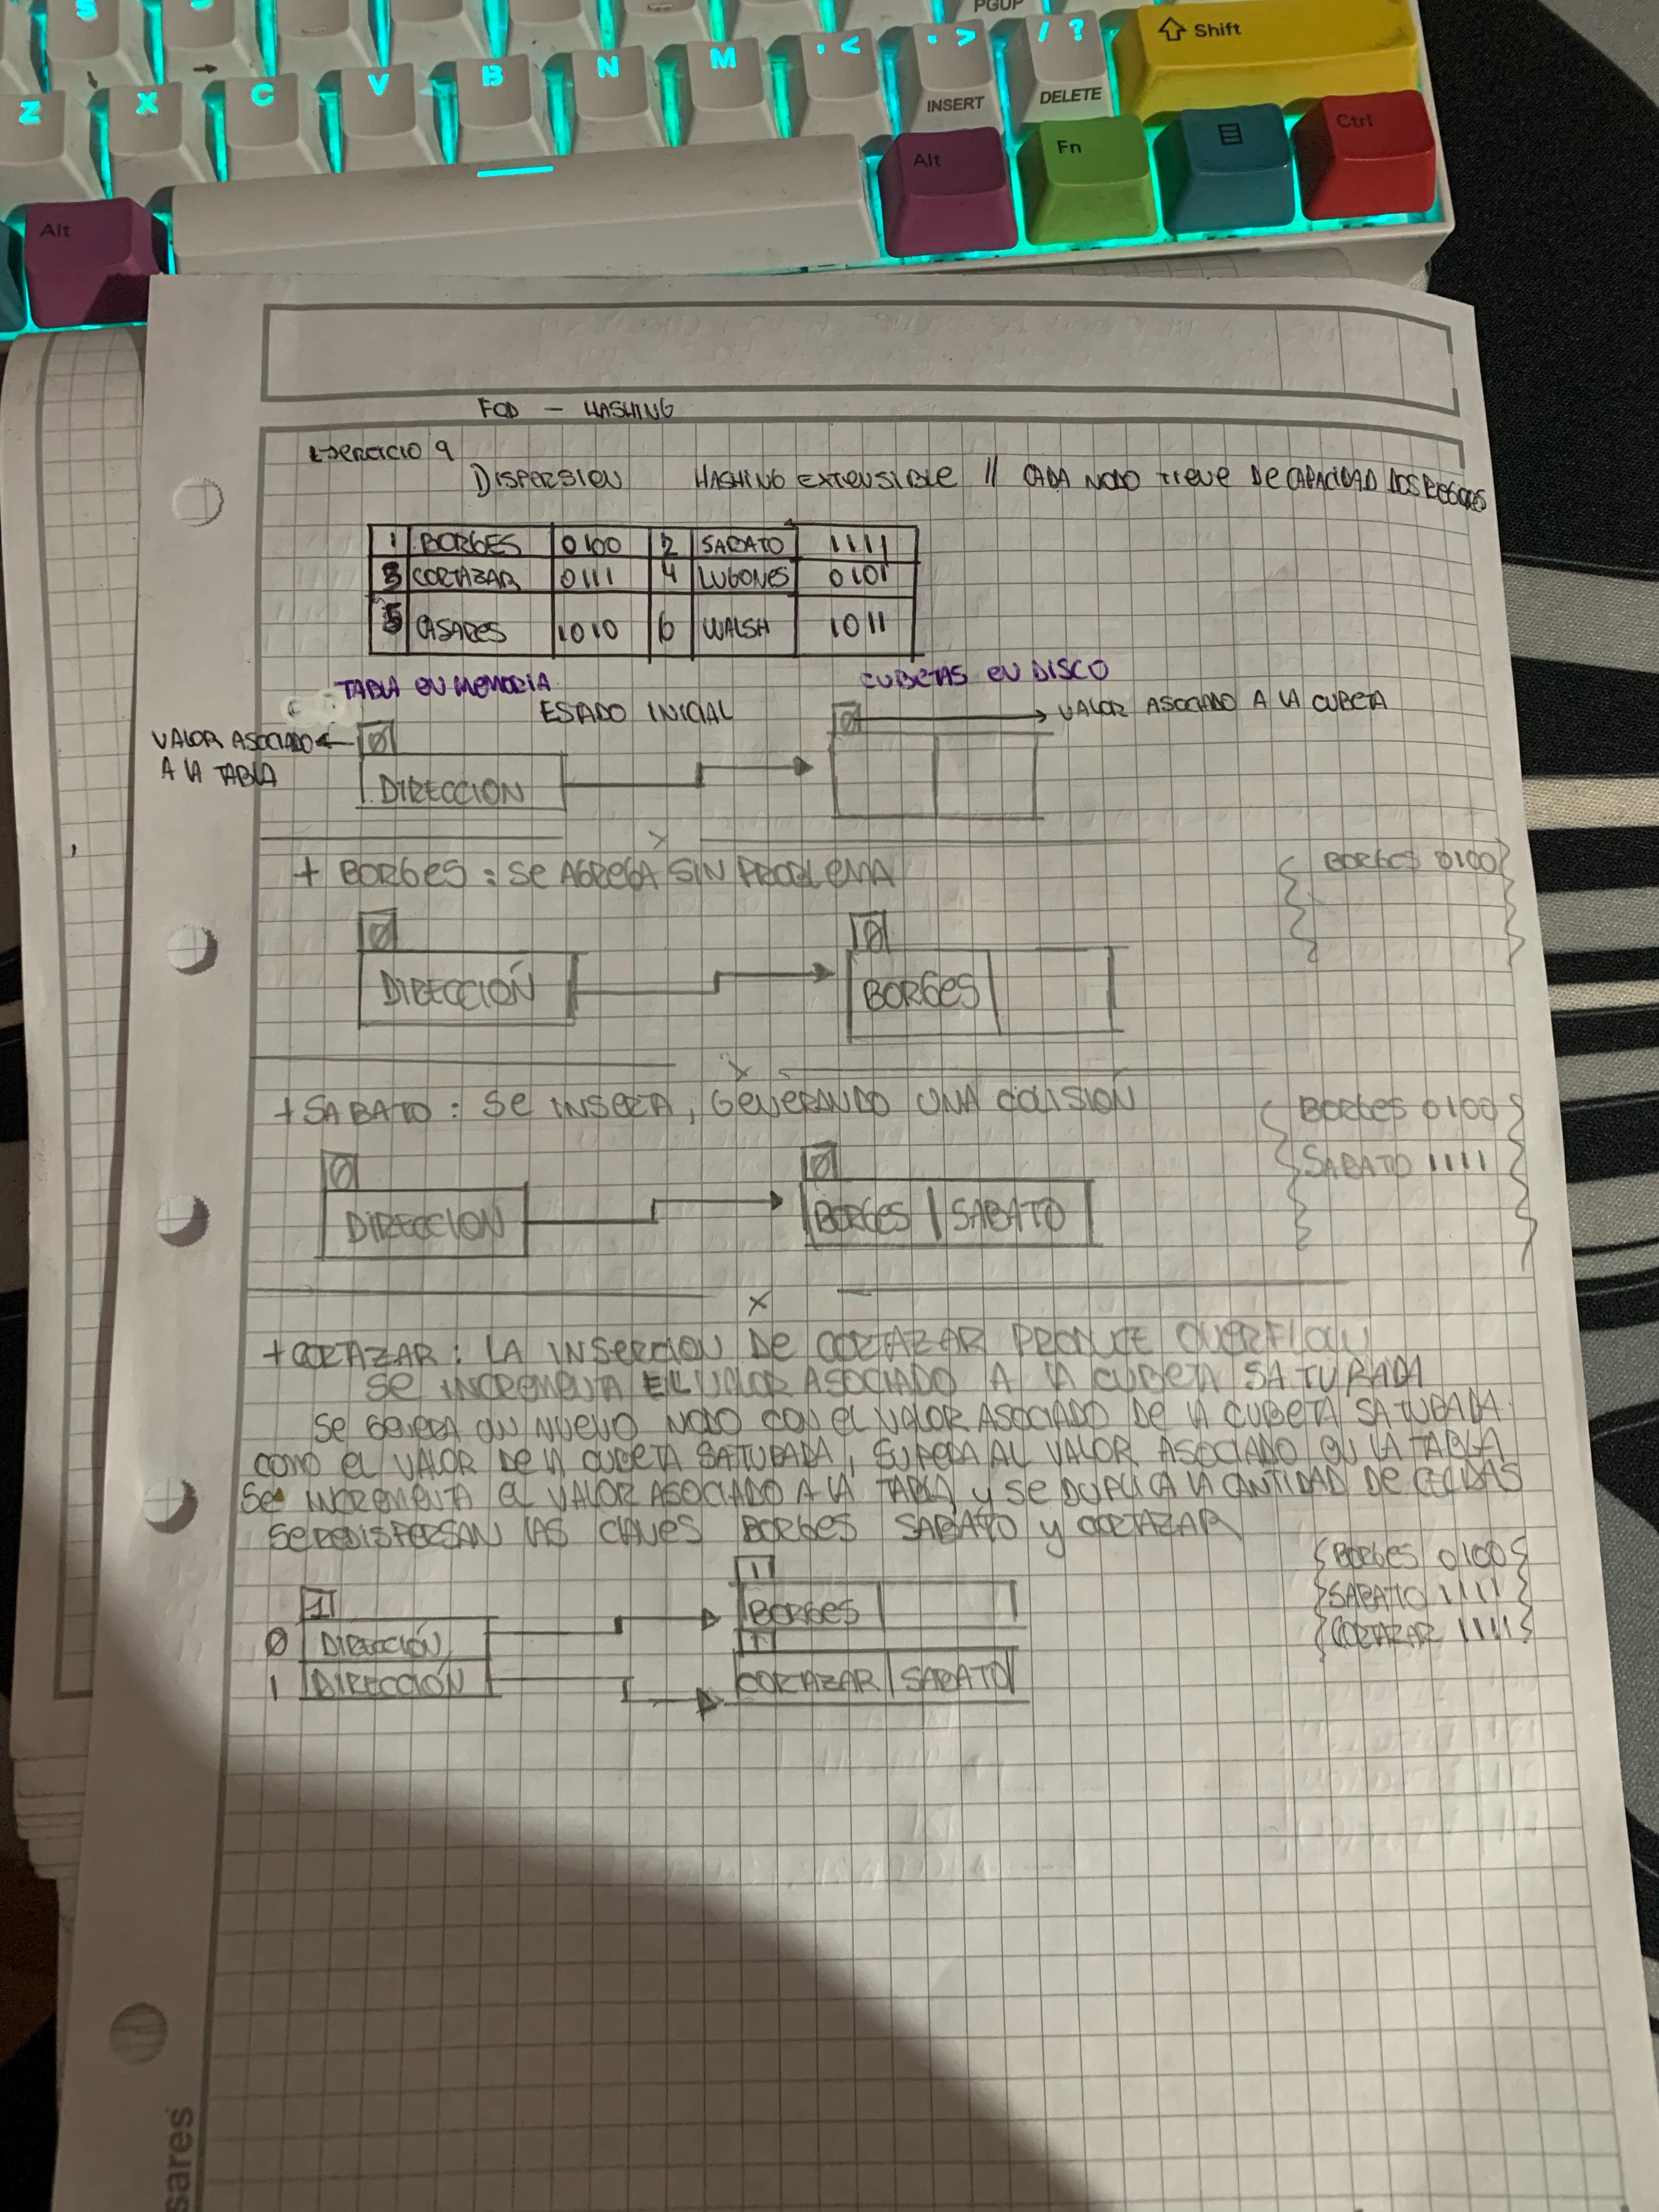 PGUP
S
Z X C V B N M , < . > / ? Shift
INSERT DELETE
Alt Alt Fn Ctrl
FOD - HASHING
Ejercicio 9
DISPERSION HASHING EXTENSIBLE // CADA NODO TIENE DE CAPACIDAD DOS REGISTROS
1 BORGES 0100 2 SABATO 1111
3 CORTAZAR 0111 4 LUGONES 0101
5 CASARES 1010 6 WALSH 1011
TABLA EN MEMORIA CUBETAS EN DISCO
ESTADO INICIAL 0 VALOR ASOCIADO A LA CUBETA
VALOR ASOCIADO 0
A LA TABLA DIRECCION
X
+ BORGES : SE AGREGA SIN PROBLEMA BORGES 0100
0 0
DIRECCIÓN BORGES
X
+ SABATO : SE INSERTA, GENERANDO UNA COLISIÓN BORGES 0100
SABATO 1111
0 0
DIRECCION BORGES SABATO
X
+ CORTAZAR : LA INSERCION DE CORTAZAR PRODUCE OVERFLOW
SE INCREMENTA EL VALOR ASOCIADO A LA CUBETA SATURADA
SE GENERA UN NUEVO NODO CON EL VALOR ASOCIADO DE LA CUBETA SATURADA
COMO EL VALOR DE LA CUBETA SATURADA, SUPERA AL VALOR ASOCIADO EN LA TABLA
SE INCREMENTA EL VALOR ASOCIADO A LA TABLA Y SE DUPLICA LA CANTIDAD DE CELDAS
SE REDISPERSAN LAS CLAVES BORGES SABATO Y CORTAZAR
BORGES 0100
SABATO 1111
CORTAZAR 1111
1 1
0 DIRECCIÓN BORGES
1
1 DIRECCIÓN CORTAZAR SABATO
sares